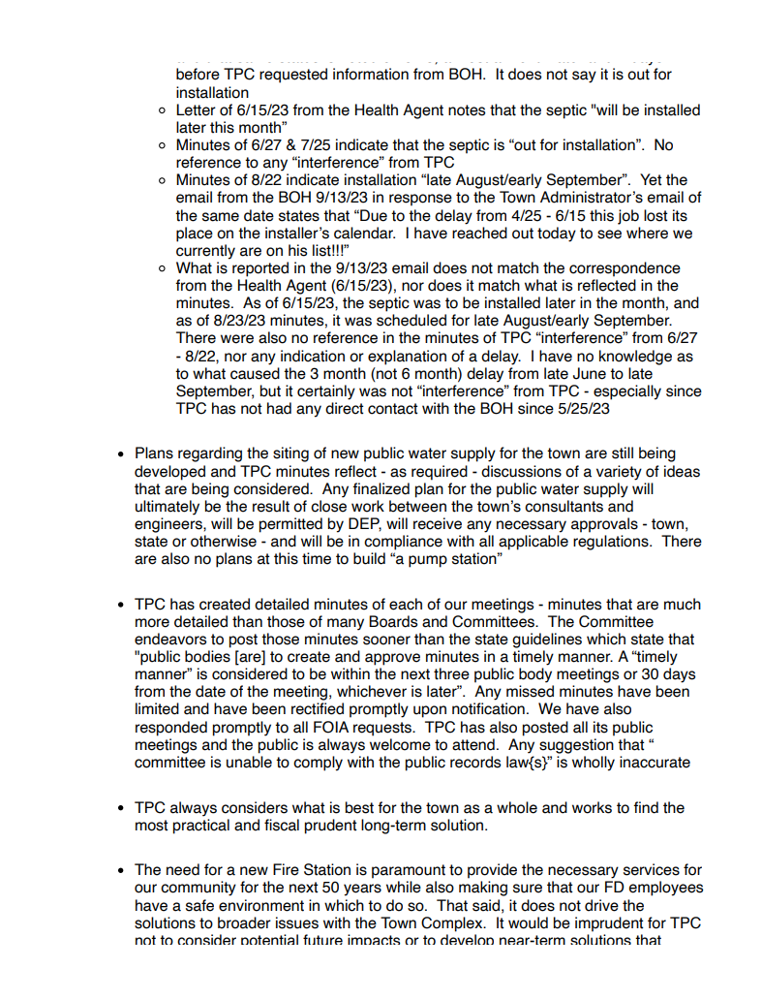 before TPC requested information from BOH.  It does not say it is out for
installation
Letter of 6/15/23 from the Health Agent notes that the septic "will be installed
later this month”
Minutes of 6/27 & 7/25 indicate that the septic is “out for installation”.  No
reference to any “interference” from TPC
Minutes of 8/22 indicate installation “late August/early September”.  Yet the
email from the BOH 9/13/23 in response to the Town Administrator’s email of
the same date states that “Due to the delay from 4/25 - 6/15 this job lost its
place on the installer’s calendar.  I have reached out today to see where we
currently are on his list!!!”
What is reported in the 9/13/23 email does not match the correspondence
from the Health Agent (6/15/23), nor does it match what is reflected in the
minutes.  As of 6/15/23, the septic was to be installed later in the month, and
as of 8/23/23 minutes, it was scheduled for late August/early September.
There were also no reference in the minutes of TPC “interference” from 6/27
- 8/22, nor any indication or explanation of a delay.  I have no knowledge as
to what caused the 3 month (not 6 month) delay from late June to late
September, but it certainly was not “interference” from TPC - especially since
TPC has not had any direct contact with the BOH since 5/25/23
Plans regarding the siting of new public water supply for the town are still being
developed and TPC minutes reflect - as required - discussions of a variety of ideas
that are being considered.  Any finalized plan for the public water supply will
ultimately be the result of close work between the town’s consultants and
engineers, will be permitted by DEP, will receive any necessary approvals - town,
state or otherwise - and will be in compliance with all applicable regulations.  There
are also no plans at this time to build “a pump station”
TPC has created detailed minutes of each of our meetings - minutes that are much
more detailed than those of many Boards and Committees.  The Committee
endeavors to post those minutes sooner than the state guidelines which state that
"public bodies [are] to create and approve minutes in a timely manner. A “timely
manner” is considered to be within the next three public body meetings or 30 days
from the date of the meeting, whichever is later”.  Any missed minutes have been
limited and have been rectified promptly upon notification.  We have also
responded promptly to all FOIA requests.  TPC has also posted all its public
meetings and the public is always welcome to attend.  Any suggestion that “
committee is unable to comply with the public records law{s}” is wholly inaccurate
TPC always considers what is best for the town as a whole and works to find the
most practical and fiscal prudent long-term solution.
The need for a new Fire Station is paramount to provide the necessary services for
our community for the next 50 years while also making sure that our FD employees
have a safe environment in which to do so.  That said, it does not drive the
solutions to broader issues with the Town Complex.  It would be imprudent for TPC
not to consider potential future impacts or to develop near-term solutions that